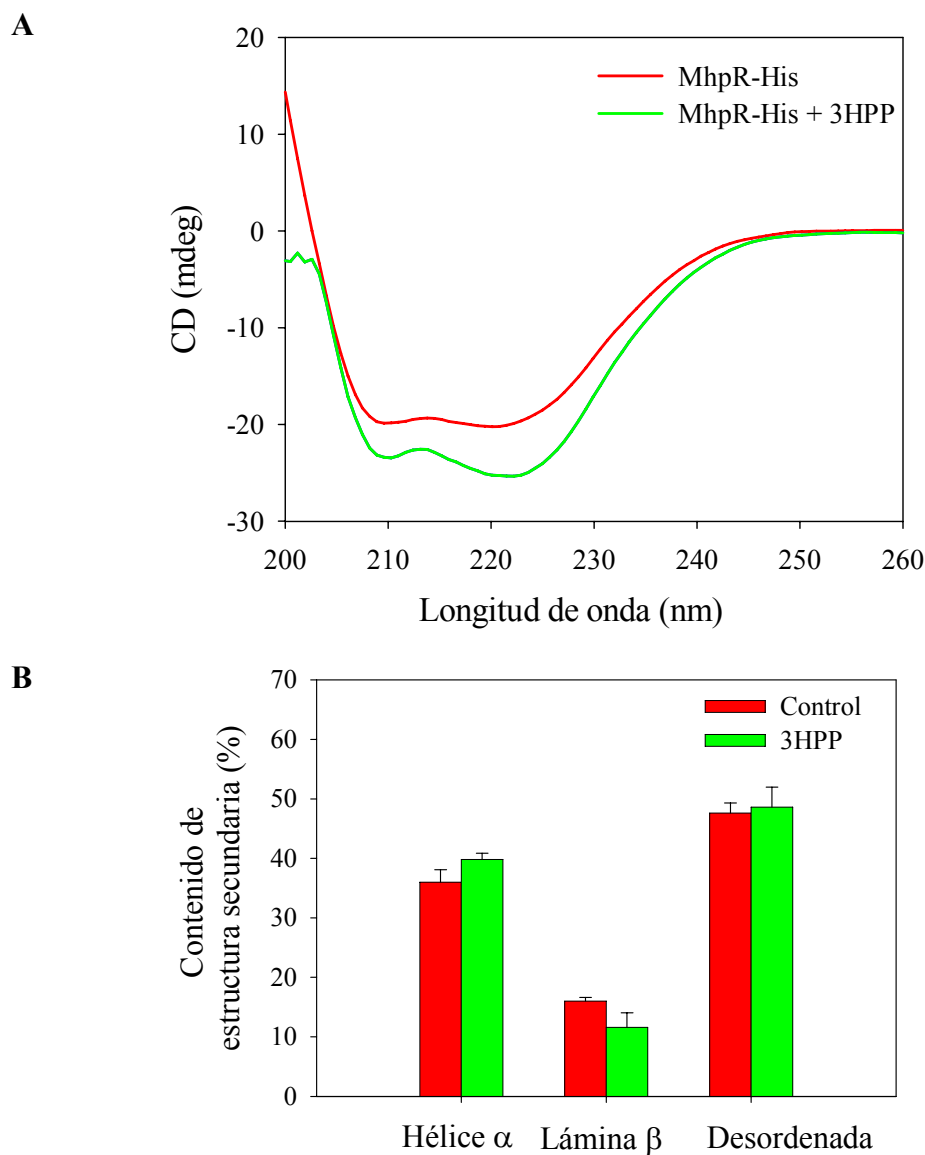 A
20
10
0
-10
-20
-30
CD (mdeg)
MhpR-His
MhpR-His + 3HPP
200 210 220 230 240 250 260
Longitud de onda (nm)
B
70
60
50
40
30
20
10
0
Contenido de
estructura secundaria (%)
Control
3HPP
Hélice α Lámina β Desordenada